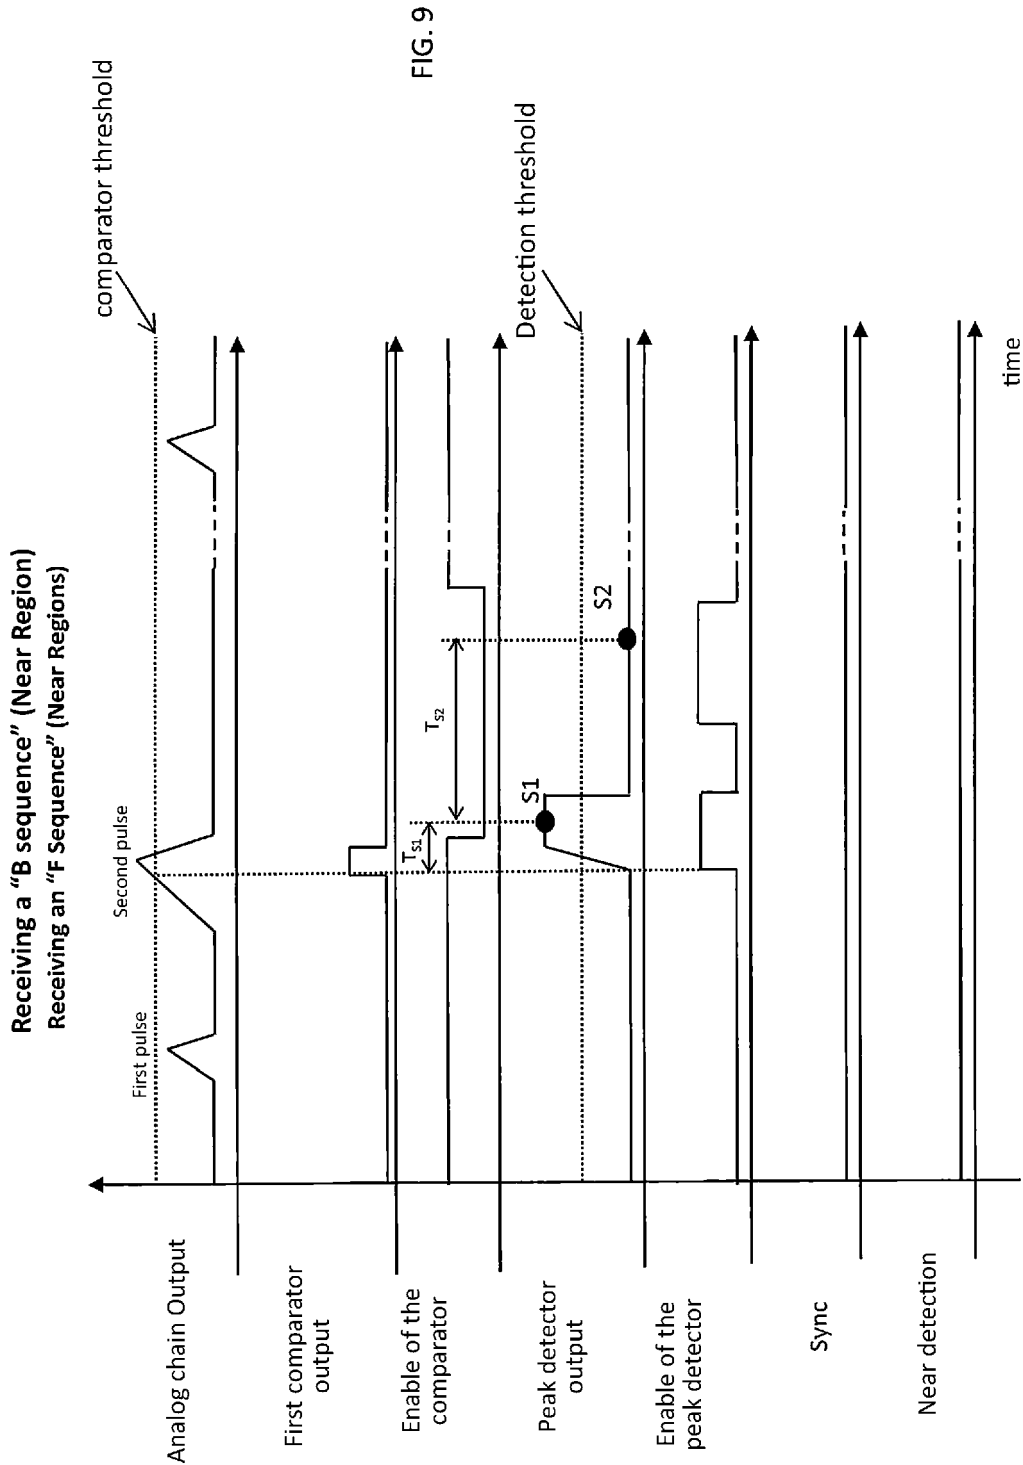 Receiving a “B sequence” (Near Region)
Receiving an “F Sequence” (Near Regions)
comparator threshold
First pulse
Second pulse
Analog chain Output
First comparator
output
Enable of the
comparator
TS1
TS2
FIG. 9
Detection threshold
S1
S2
Peak detector
output
Enable of the
peak detector
Sync
Near detection
time